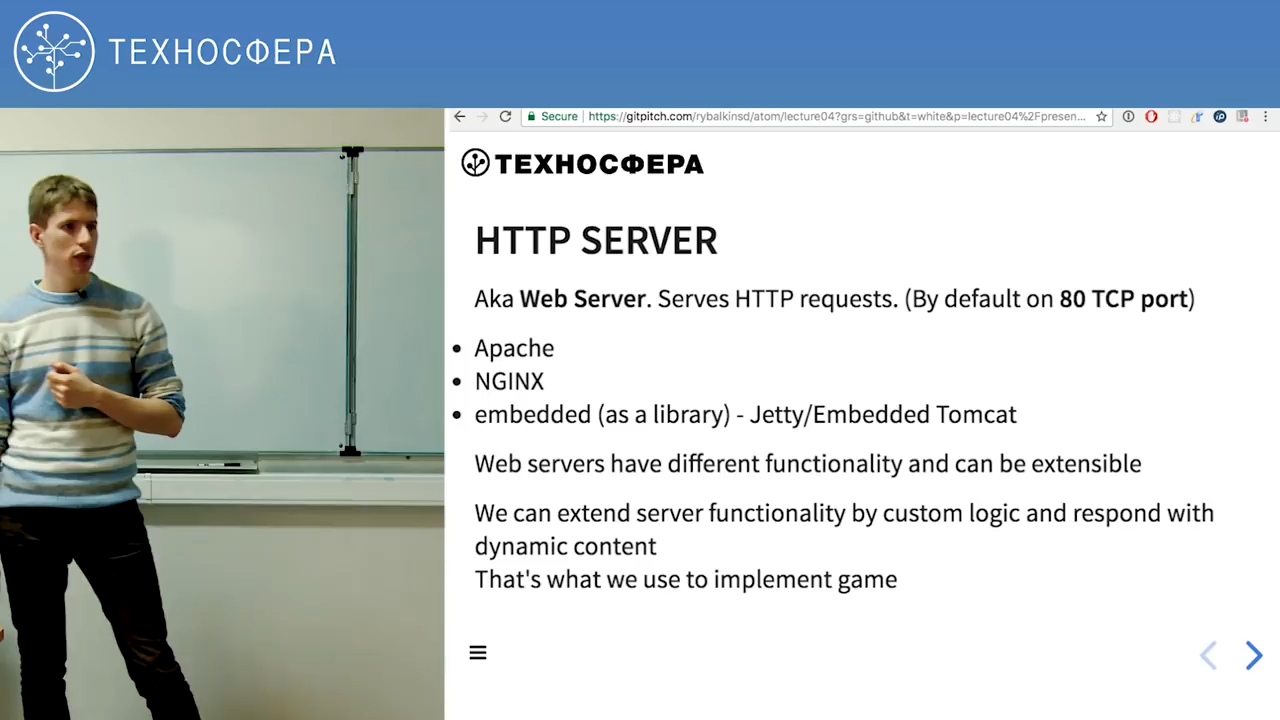 ТЕХНОСФЕРА
Secure https://gitpitch.com/rybalkinsd/atom/lecture04?grs=github&t=white&p=lecture04%2Fpresen...
ТЕХНОСФЕРА
HTTP SERVER
Aka Web Server. Serves HTTP requests. (By default on 80 TCP port)
• Apache
• NGINX
• embedded (as a library) - Jetty/Embedded Tomcat
Web servers have different functionality and can be extensible
We can extend server functionality by custom logic and respond with
dynamic content
That's what we use to implement game